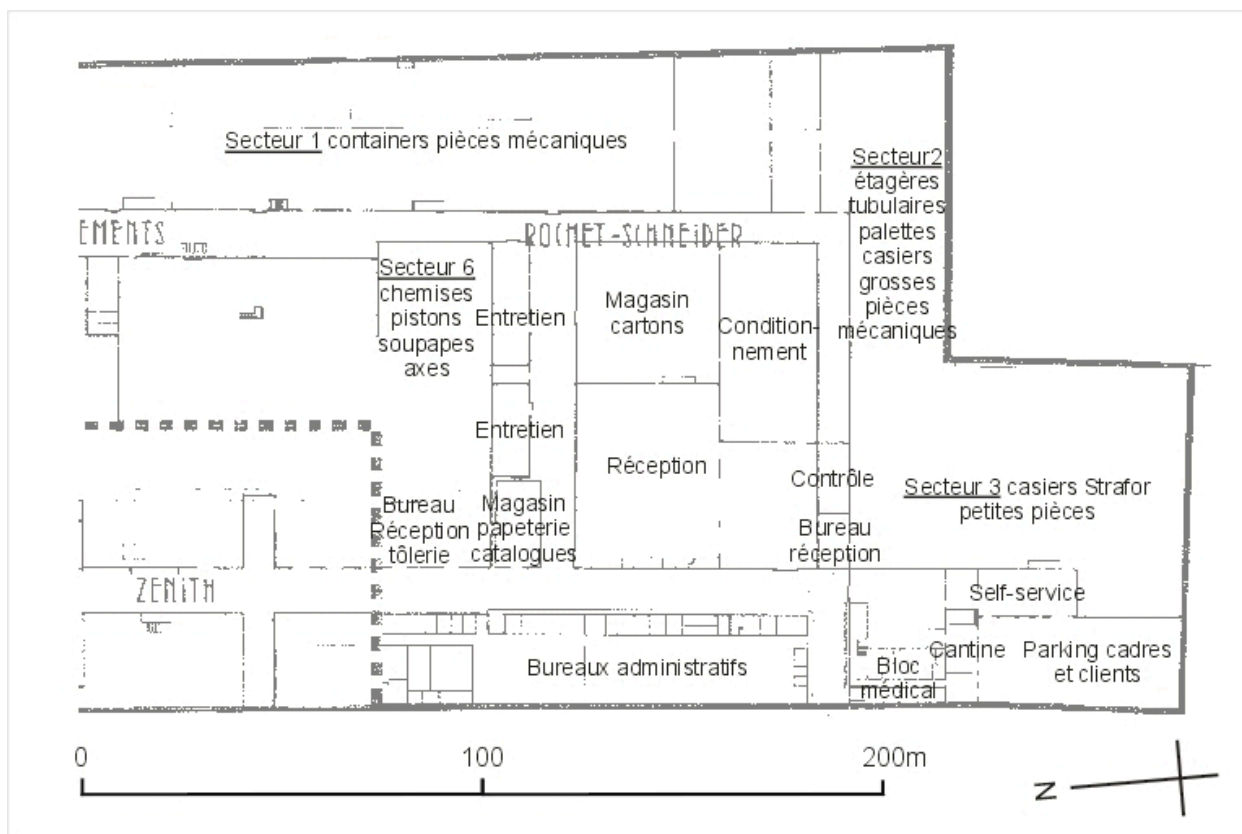 Secteur 1 containers pièces mécaniques
Secteur2
étagères
tubulaires
palettes
casiers
grosses
pièces
mécaniques
EMENTS
ROCHET-SCHNEIDER
Secteur 6
chemises
pistons
soupapes
axes
Entretien
Magasin
cartons
Condition-
nement
Entretien
Réception
Contrôle
Secteur 3 casiers Strafor
petites pièces
Bureau
Réception
tôlerie
Magasin
papeterie
catalogues
Bureau
réception
ZENITH
Self-service
Bureaux administratifs
Bloc
médical
Cantine
Parking cadres
et clients
0
100
200m
N